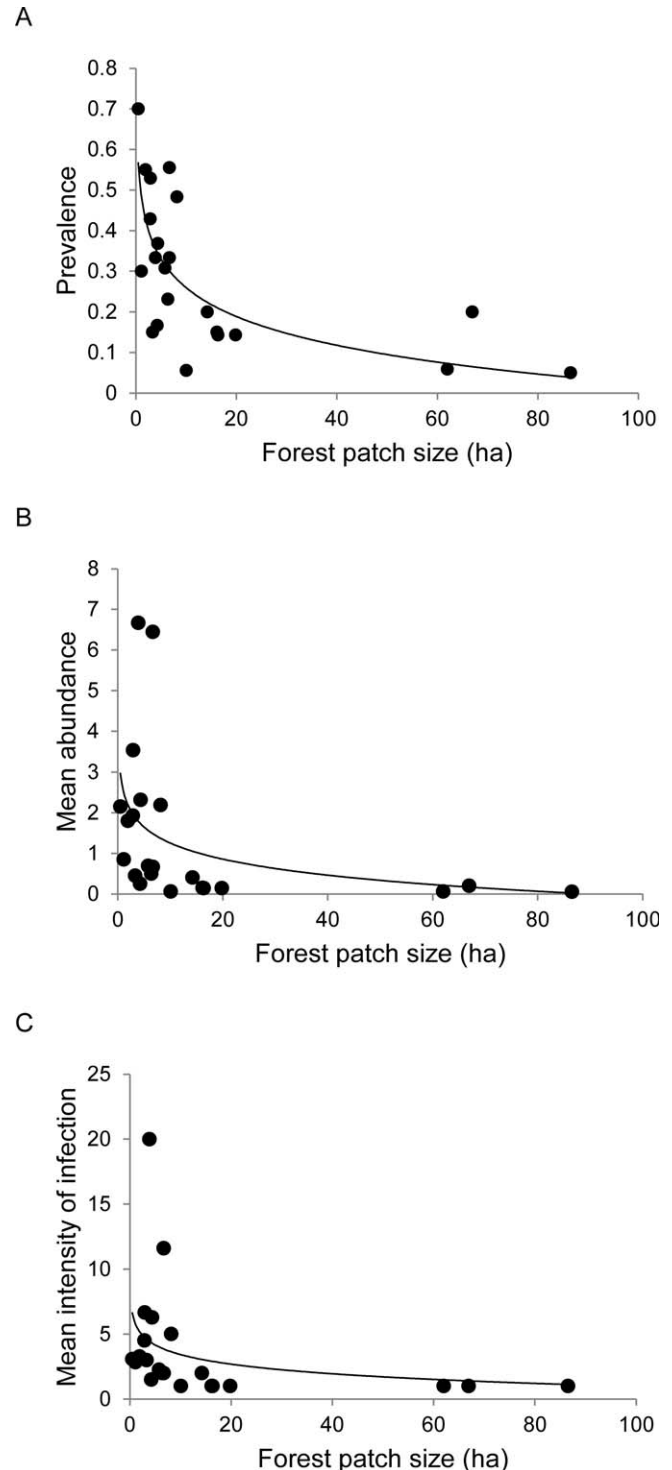 A
0.8
0.7
0.6
0.5
0.4
0.3
0.2
0.1
0
Prevalence
0 20 40 60 80 100
Forest patch size (ha)
B
8
7
6
5
4
3
2
1
0
Mean abundance
0 20 40 60 80 100
Forest patch size (ha)
C
25
20
15
10
5
0
Mean intensity of infection
0 20 40 60 80 100
Forest patch size (ha)